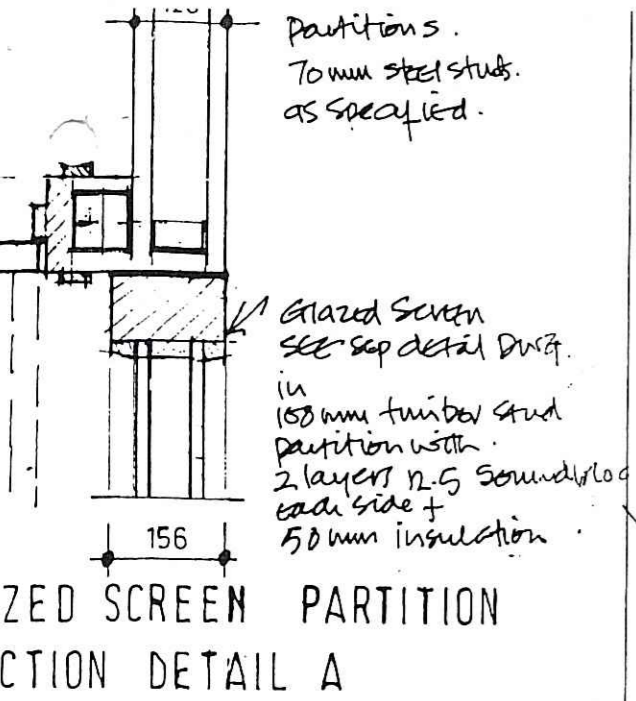 120
Partitions.
70mm steel studs.
as specified.
Glazed Screen
SEE sep detail Dwg.
in
100mm timber stud
partition with.
2 layers 12.5 Soundbloc
each side +
50mm insulation.
156
ZED SCREEN PARTITION
CTION DETAIL A